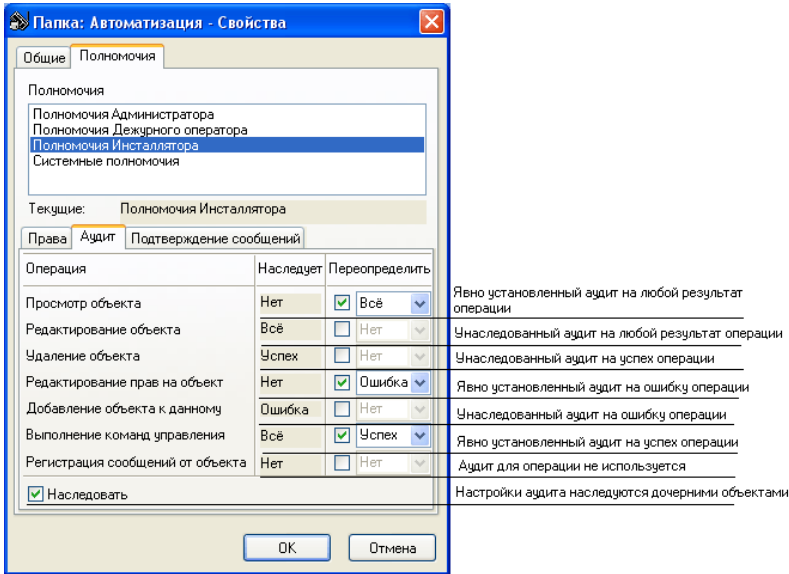 Папка: Автоматизация - Свойства
Общие Полномочия
Полномочия
Полномочия Администратора
Полномочия Дежурного оператора
Полномочия Инсталлятора
Системные полномочия
Текущие: Полномочия Инсталлятора
Права Аудит Подтверждение сообщений
Операция Наследует Переопределить
Просмотр объекта Нет Всё Явно установленный аудит на любой результат
операции
Редактирование объекта Всё Нет Унаследованный аудит на любой результат операции
Удаление объекта Успех Нет Унаследованный аудит на успех операции
Редактирование прав на объект Нет Ошибка Явно установленный аудит на ошибку операции
Добавление объекта к данному Ошибка Нет Унаследованный аудит на ошибку операции
Выполнение команд управления Всё Успех Явно установленный аудит на успех операции
Регистрация сообщений от объекта Нет Нет Аудит для операции не используется
Наследовать Настройки аудита наследуются дочерними объектами
OK Отмена